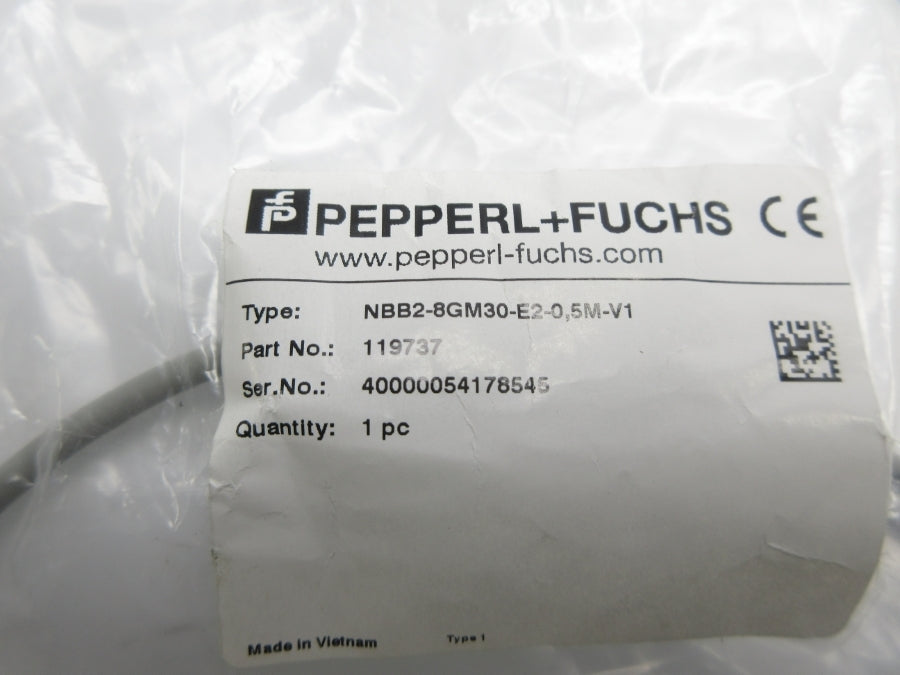 PEPPERL+FUCHS CE
www.pepperl-fuchs.com
Type: NBB2-8GM30-E2-0,5M-V1
Part No.: 119737
Ser.No.: 40000054178545
Quantity: 1 pc
Made in Vietnam Type 1